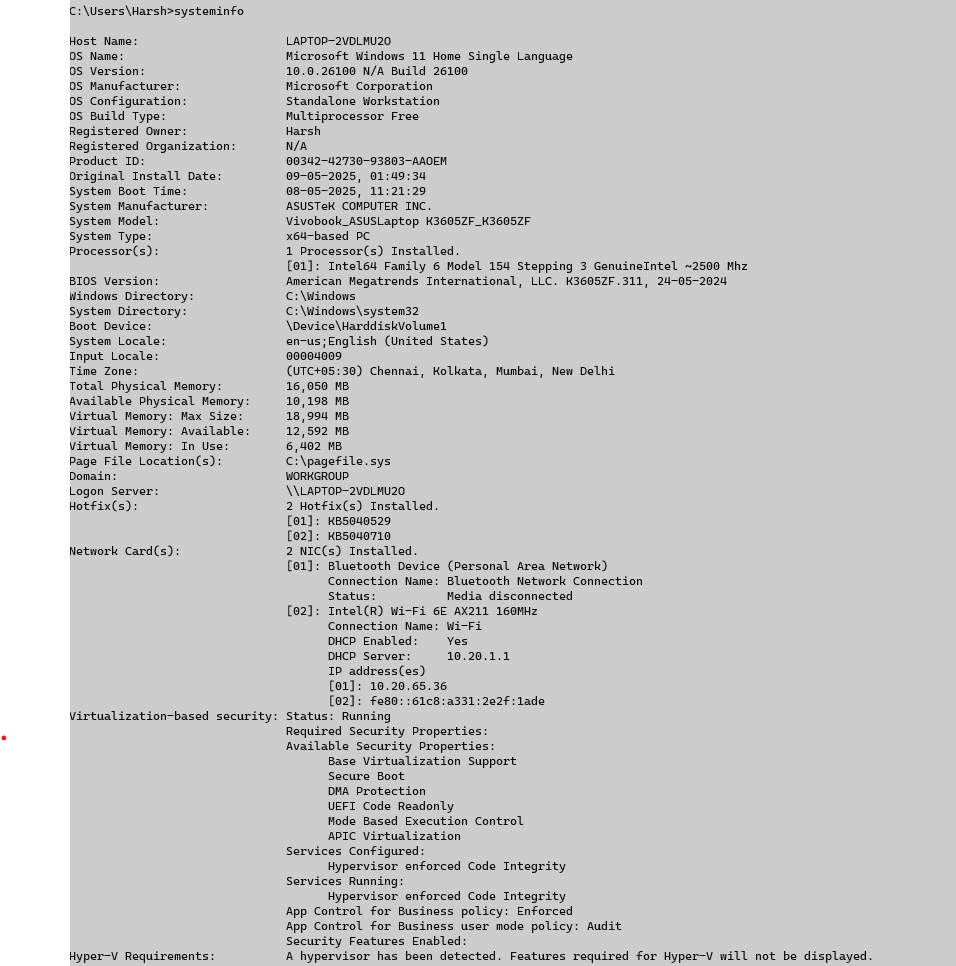 C:\Users\Harsh>systeminfo
Host Name: LAPTOP-2VDLMU2O
OS Name: Microsoft Windows 11 Home Single Language
OS Version: 10.0.26100 N/A Build 26100
OS Manufacturer: Microsoft Corporation
OS Configuration: Standalone Workstation
OS Build Type: Multiprocessor Free
Registered Owner: Harsh
Registered Organization: N/A
Product ID: 00342-42730-93803-AAOEM
Original Install Date: 09-05-2025, 01:49:34
System Boot Time: 08-05-2025, 11:21:29
System Manufacturer: ASUSTeK COMPUTER INC.
System Model: Vivobook_ASUSLaptop K3605ZF_K3605ZF
System Type: x64-based PC
Processor(s): 1 Processor(s) Installed.
[01]: Intel64 Family 6 Model 154 Stepping 3 GenuineIntel ~2500 Mhz
BIOS Version: American Megatrends International, LLC. K3605ZF.311, 24-05-2024
Windows Directory: C:\Windows
System Directory: C:\Windows\system32
Boot Device: \Device\HarddiskVolume1
System Locale: en-us;English (United States)
Input Locale: 00004009
Time Zone: (UTC+05:30) Chennai, Kolkata, Mumbai, New Delhi
Total Physical Memory: 16,050 MB
Available Physical Memory: 10,198 MB
Virtual Memory: Max Size: 18,994 MB
Virtual Memory: Available: 12,592 MB
Virtual Memory: In Use: 6,402 MB
Page File Location(s): C:\pagefile.sys
Domain: WORKGROUP
Logon Server: \\LAPTOP-2VDLMU2O
Hotfix(s): 2 Hotfix(s) Installed.
[01]: KB5040529
[02]: KB5040710
Network Card(s): 2 NIC(s) Installed.
[01]: Bluetooth Device (Personal Area Network)
Connection Name: Bluetooth Network Connection
Status: Media disconnected
[02]: Intel(R) Wi-Fi 6E AX211 160MHz
Connection Name: Wi-Fi
DHCP Enabled: Yes
DHCP Server: 10.20.1.1
IP address(es)
[01]: 10.20.65.36
[02]: fe80::61c8:a331:2e2f:1ade
Virtualization-based security: Status: Running
Required Security Properties:
Available Security Properties:
Base Virtualization Support
Secure Boot
DMA Protection
UEFI Code Readonly
Mode Based Execution Control
APIC Virtualization
Services Configured:
Hypervisor enforced Code Integrity
Services Running:
Hypervisor enforced Code Integrity
App Control for Business policy: Enforced
App Control for Business user mode policy: Audit
Security Features Enabled:
Hyper-V Requirements: A hypervisor has been detected. Features required for Hyper-V will not be displayed.